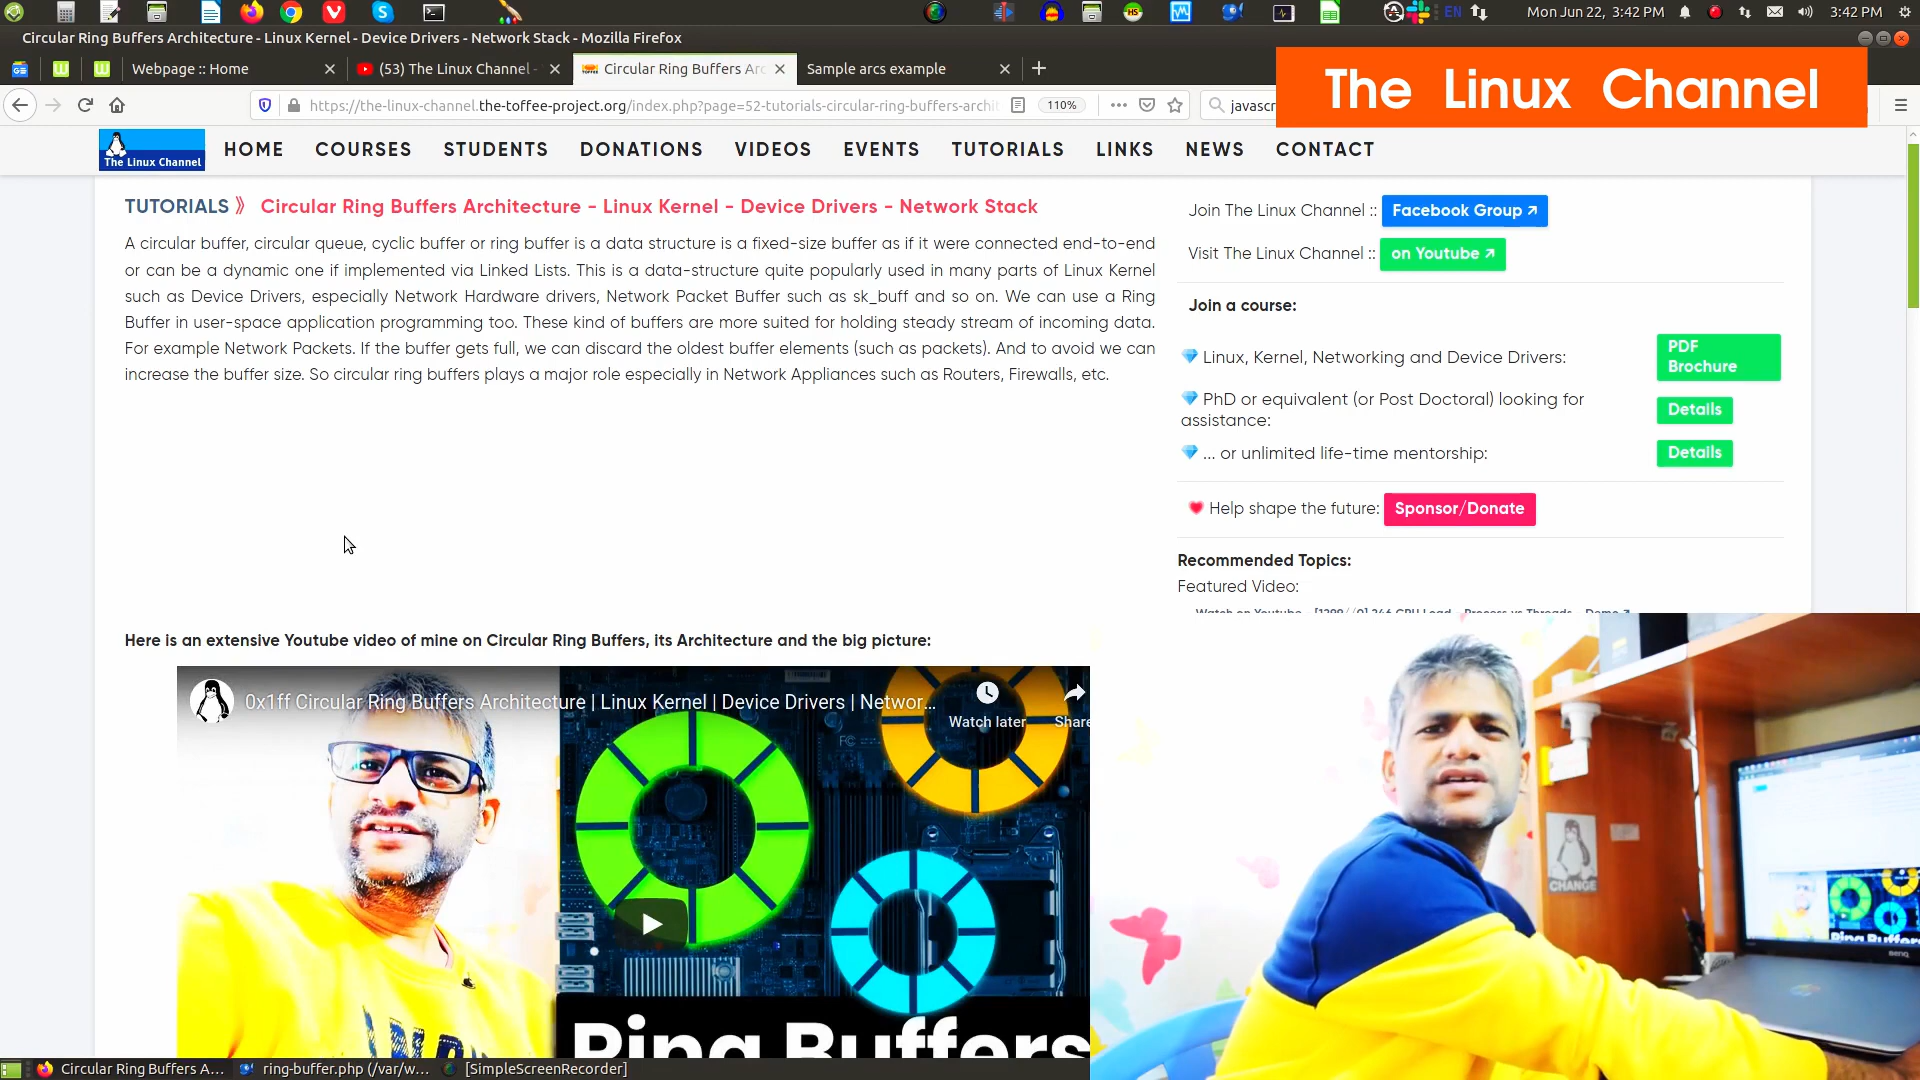 EN
Mon Jun 22, 3:42 PM
3:42 PM
Circular Ring Buffers Architecture - Linux Kernel - Device Drivers - Network Stack - Mozilla Firefox
Webpage :: Home
(53) The Linux Channel -
Circular Ring Buffers Arc
Sample arcs example
https://the-linux-channel.the-toffee-project.org/index.php?page=52-tutorials-circular-ring-buffers-archit
110%
javascr
The Linux Channel
The Linux Channel
HOME
COURSES
STUDENTS
DONATIONS
VIDEOS
EVENTS
TUTORIALS
LINKS
NEWS
CONTACT
TUTORIALS ⟫ Circular Ring Buffers Architecture - Linux Kernel - Device Drivers - Network Stack
A circular buffer, circular queue, cyclic buffer or ring buffer is a data structure is a fixed-size buffer as if it were connected end-to-end
or can be a dynamic one if implemented via Linked Lists. This is a data-structure quite popularly used in many parts of Linux Kernel
such as Device Drivers, especially Network Hardware drivers, Network Packet Buffer such as sk_buff and so on. We can use a Ring
Buffer in user-space application programming too. These kind of buffers are more suited for holding steady stream of incoming data.
For example Network Packets. If the buffer gets full, we can discard the oldest buffer elements (such as packets). And to avoid we can
increase the buffer size. So circular ring buffers plays a major role especially in Network Appliances such as Routers, Firewalls, etc.
Here is an extensive Youtube video of mine on Circular Ring Buffers, its Architecture and the big picture:
0x1ff Circular Ring Buffers Architecture | Linux Kernel | Device Drivers | Networ...
Watch later
Share
FC
Ring Buffers
Join The Linux Channel :: Facebook Group ↗
Visit The Linux Channel :: on Youtube ↗
Join a course:
Linux, Kernel, Networking and Device Drivers:
PDF
Brochure
PhD or equivalent (or Post Doctoral) looking for
assistance:
Details
... or unlimited life-time mentorship:
Details
Help shape the future: Sponsor/Donate
Recommended Topics:
Featured Video:
CHANGE
Ring Buffers
BenQ
Circular Ring Buffers A...
ring-buffer.php (/var/w...
[SimpleScreenRecorder]